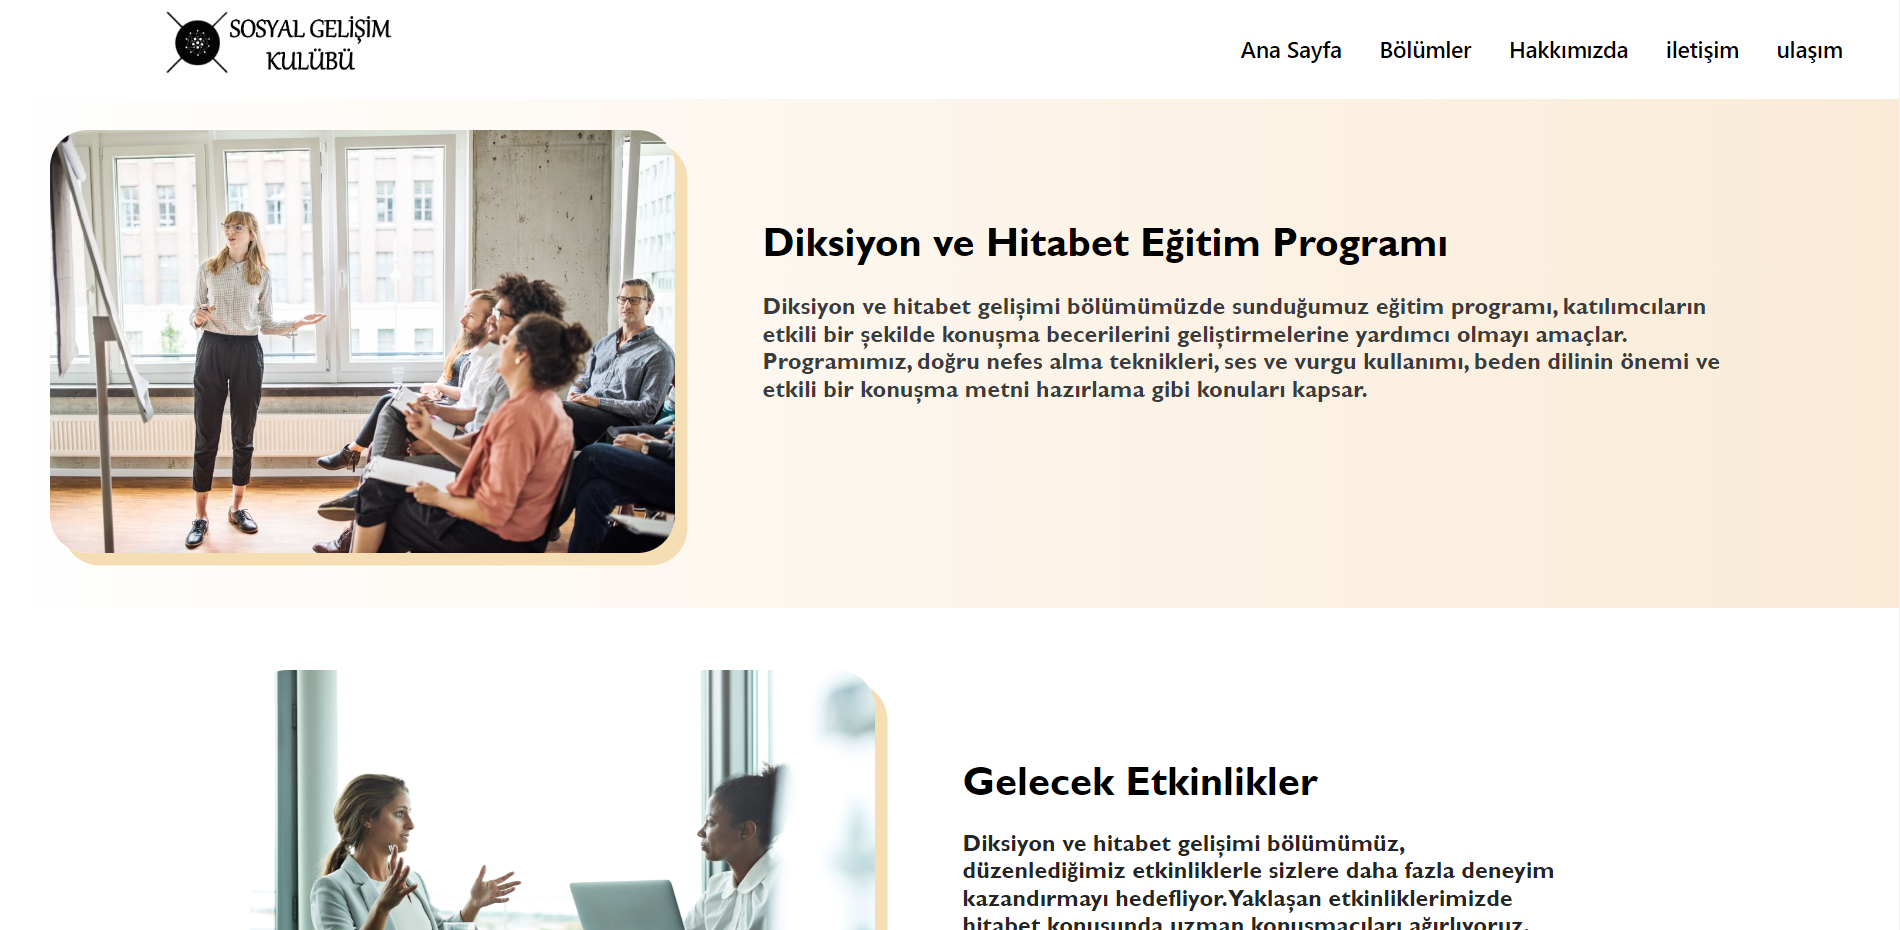 SOSYAL GELİŞİM
KULÜBÜ
Ana Sayfa Bölümler Hakkımızda iletişim ulaşım
Diksiyon ve Hitabet Eğitim Programı
Diksiyon ve hitabet gelişimi bölümümüzde sunduğumuz eğitim programı, katılımcıların
etkili bir şekilde konuşma becerilerini geliştirmelerine yardımcı olmayı amaçlar.
Programımız, doğru nefes alma teknikleri, ses ve vurgu kullanımı, beden dilinin önemi ve
etkili bir konuşma metni hazırlama gibi konuları kapsar.
Gelecek Etkinlikler
Diksiyon ve hitabet gelişimi bölümümüz,
düzenlediğimiz etkinliklerle sizlere daha fazla deneyim
kazandırmayı hedefliyor. Yaklaşan etkinliklerimizde
hitabet konusunda uzman konuşmacıları ağırlıyoruz.